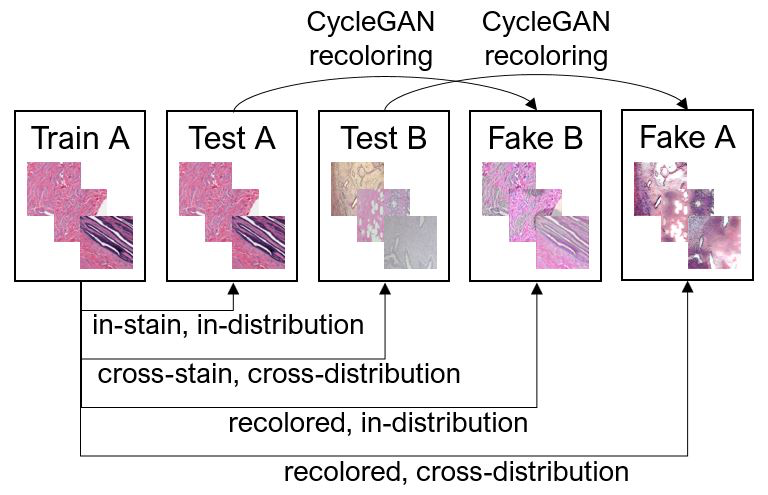 CycleGAN CycleGAN
recoloring recoloring
Train A Test A Test B Fake B Fake A
in-stain, in-distribution
cross-stain, cross-distribution
recolored, in-distribution
recolored, cross-distribution